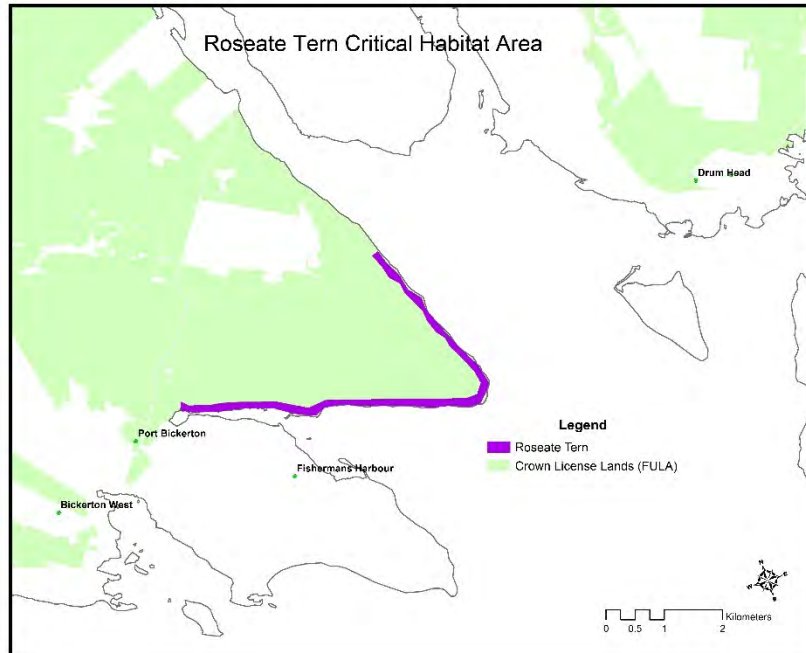 Roseate Tern Critical Habitat Area
Drum Head
Port Bickerton
Fishermans Harbour
Bickerton West
Legend
Roseate Tern
Crown License Lands (FULA)
N
E
S
W
Kilometers
0 0.5 1 2